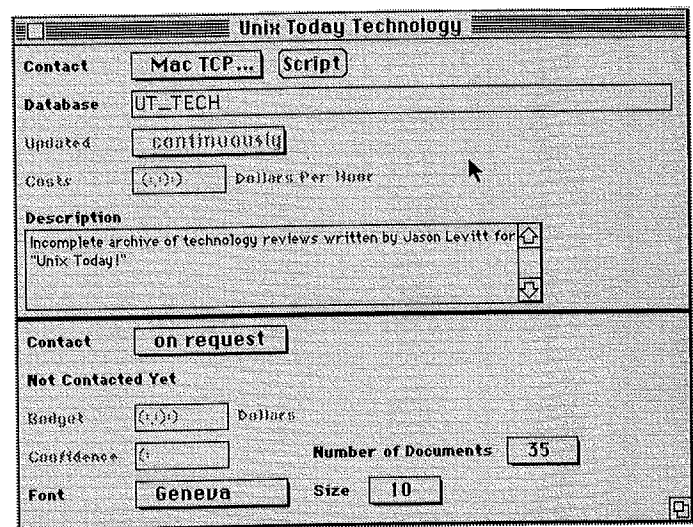 Unix Today Technology
Contact Mac TCP... Script
Database UT_TECH
Updated continuously
Costs Dollars Per Hour
Description
Incomplete archive of technology reviews written by Jason Levitt for
"Unix Today!"
Contact on request
Not Contacted Yet
Budget Dollars
Confidence
Number of Documents 35
Font Geneva Size 10